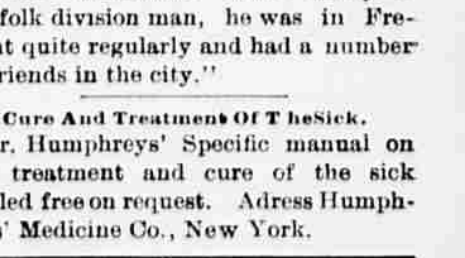 folk division man, he was in Fre-
t quite regularly and had a number
riends in the city."
Cure And Treatment Of T heSick.
r. Humphreys' Specific manual on
treatment and cure of the sick
led free on request. Adress Humph-
' Medicine Co., New York.